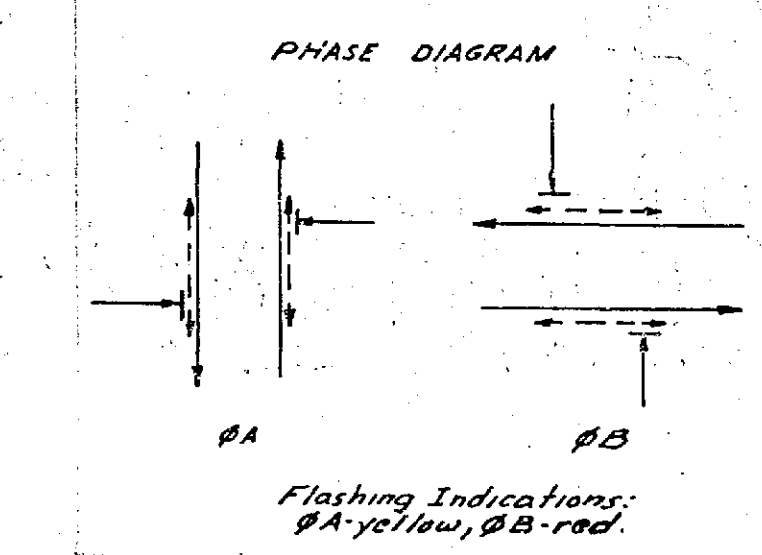 PHASE DIAGRAM
ØA
ØB
Flashing Indications:
ØA-yellow, ØB-red.